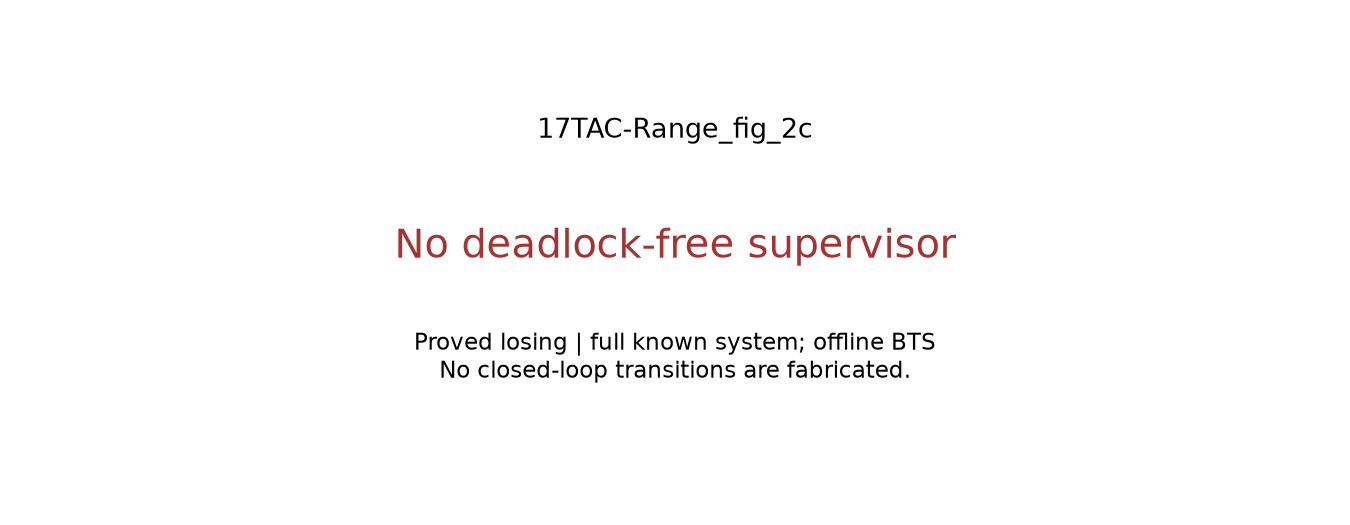 17TAC-Range_fig_2c
No deadlock-free supervisor
Proved losing | full known system; offline BTS
No closed-loop transitions are fabricated.